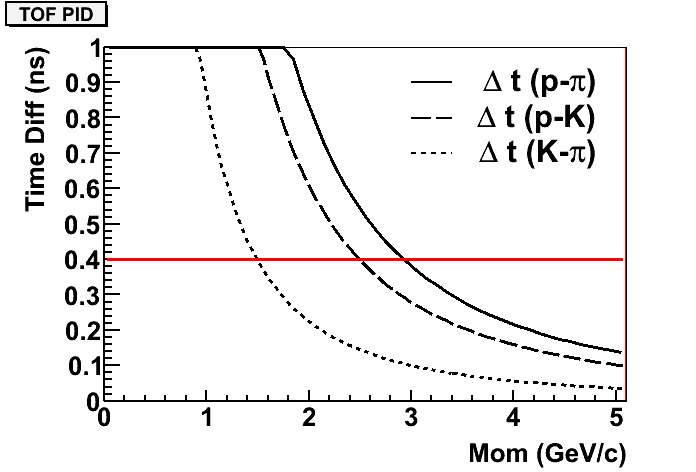 TOF PID
Time Diff (ns)
1
0.9
0.8
0.7
0.6
0.5
0.4
0.3
0.2
0.1
0
Δ t (p-π)
Δ t (p-K)
Δ t (K-π)
0 1 2 3 4 5
Mom (GeV/c)